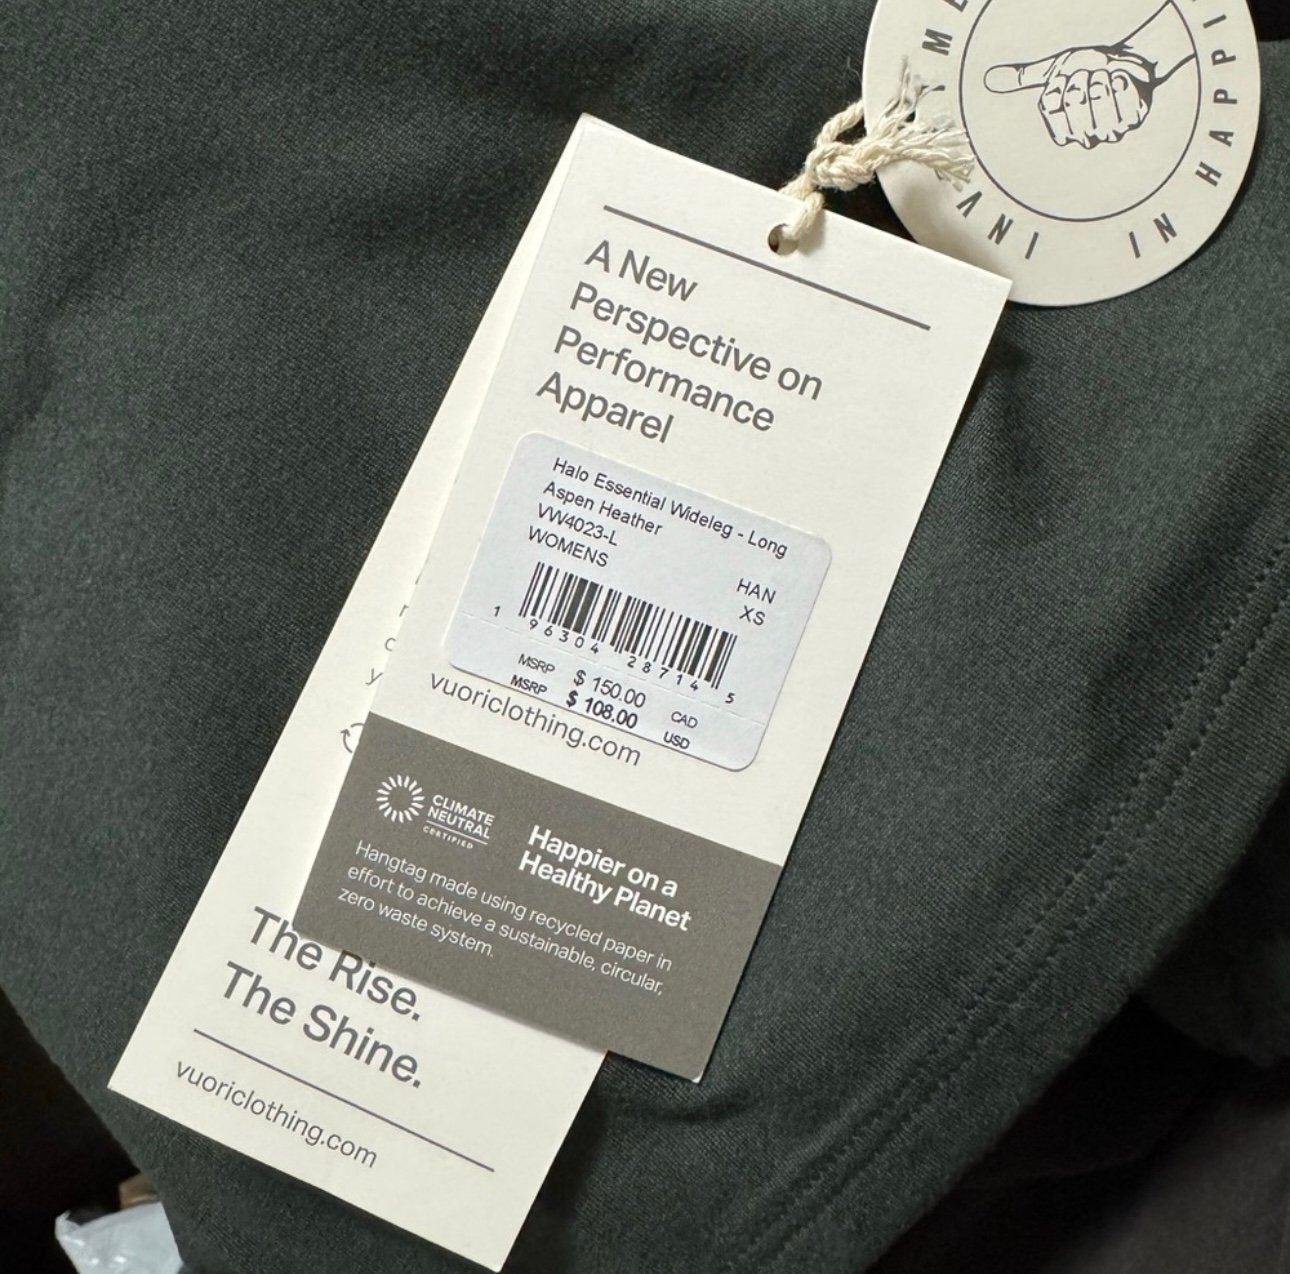 INVE
IN HAPPI
A New
Perspective on
Performance
Apparel
Halo Essential Wideleg - Long
Aspen Heather
VW4023-L
WOMENS
HAN
XS
1 96304 28714 5
MSRP $ 150.00 CAD
MSRP $ 108.00 USD
vuoriclothing.com
CLIMATE
NEUTRAL
CERTIFIED
Happier on a
Healthy Planet
Hangtag made using recycled paper in
effort to achieve a sustainable, circular,
zero waste system.
The Rise.
The Shine.
vuoriclothing.com